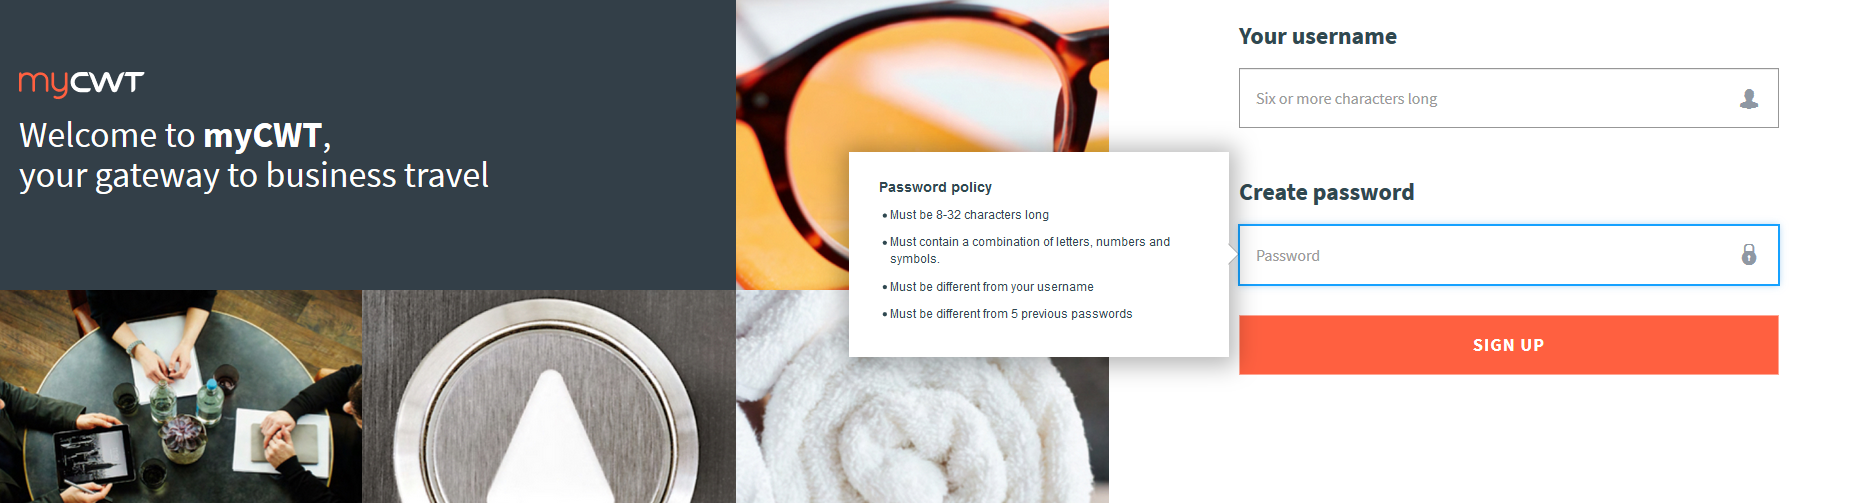 myCWT
Welcome to myCWT,
your gateway to business travel
Your username
Six or more characters long
Create password
Password
Password policy
• Must be 8-32 characters long
• Must contain a combination of letters, numbers and
symbols.
• Must be different from your username
• Must be different from 5 previous passwords
SIGN UP